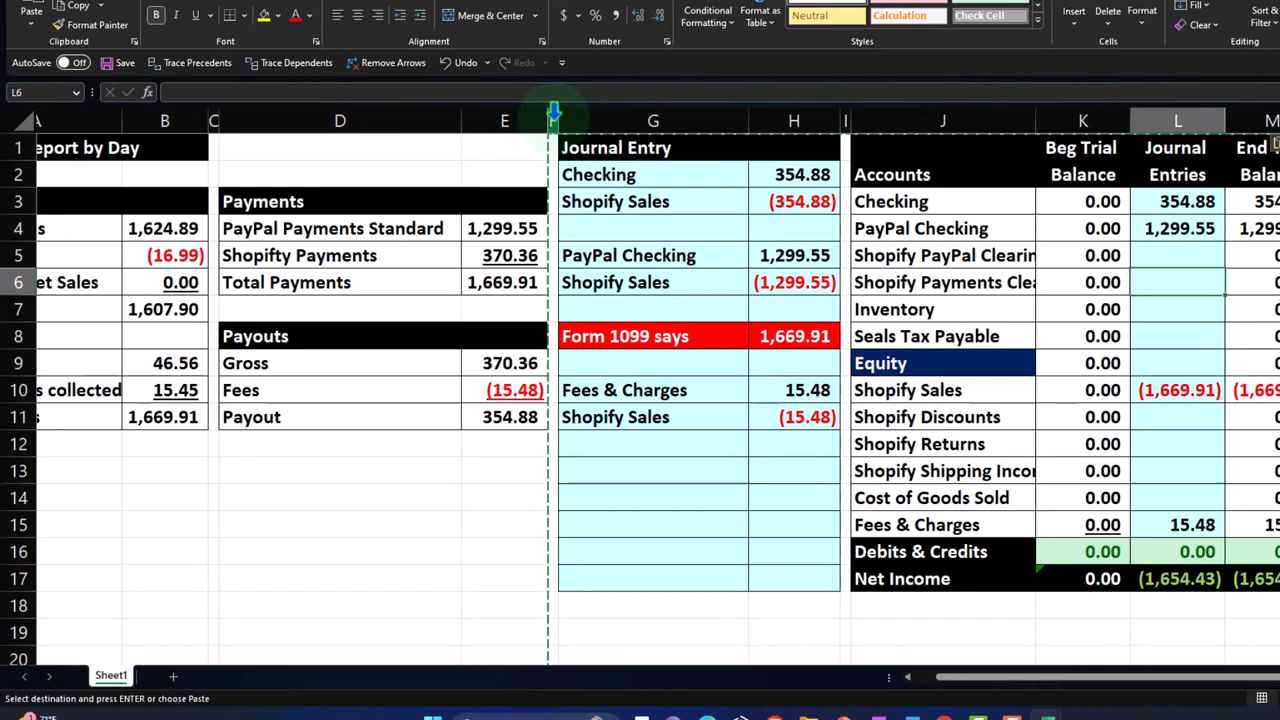 Paste
Copy
Format Painter
B I U A
Merge & Center
$ % ,
Conditional Formatting
Format as Table
Neutral
Calculation
Check Cell
Insert
Delete
Format
Fill
Clear
Sort &
Filter
Clipboard
Font
Alignment
Number
Styles
Cells
Editing
AutoSave Off Save Trace Precedents Trace Dependents Remove Arrows Undo Redo
L6 fx
A B C D E F G H I J K L M
1 eport by Day Journal Entry Beg Trial Journal End
2 Checking 354.88 Accounts Balance Entries Bala
3 Payments Shopify Sales (354.88) Checking 0.00 354.88 354
4 s 1,624.89 PayPal Payments Standard 1,299.55 PayPal Checking 0.00 1,299.55 1,299
5 (16.99) Shopifty Payments 370.36 PayPal Checking 1,299.55 Shopify PayPal Clearin 0.00 0
6 et Sales 0.00 Total Payments 1,669.91 Shopify Sales (1,299.55) Shopify Payments Clea 0.00 0
7 1,607.90 Inventory 0.00 0
8 Payouts Form 1099 says 1,669.91 Seals Tax Payable 0.00 0
9 46.56 Gross 370.36 Equity 0.00 0
10 s collected 15.45 Fees (15.48) Fees & Charges 15.48 Shopify Sales 0.00 (1,669.91) (1,669
11 s 1,669.91 Payout 354.88 Shopify Sales (15.48) Shopify Discounts 0.00 0
12 Shopify Returns 0.00 0
13 Shopify Shipping Incor 0.00 0
14 Cost of Goods Sold 0.00 0
15 Fees & Charges 0.00 15.48 15
16 Debits & Credits 0.00 0.00 0
17 Net Income 0.00 (1,654.43) (1,654
18
19
20
Sheet1
Select destination and press ENTER or choose Paste
71°F